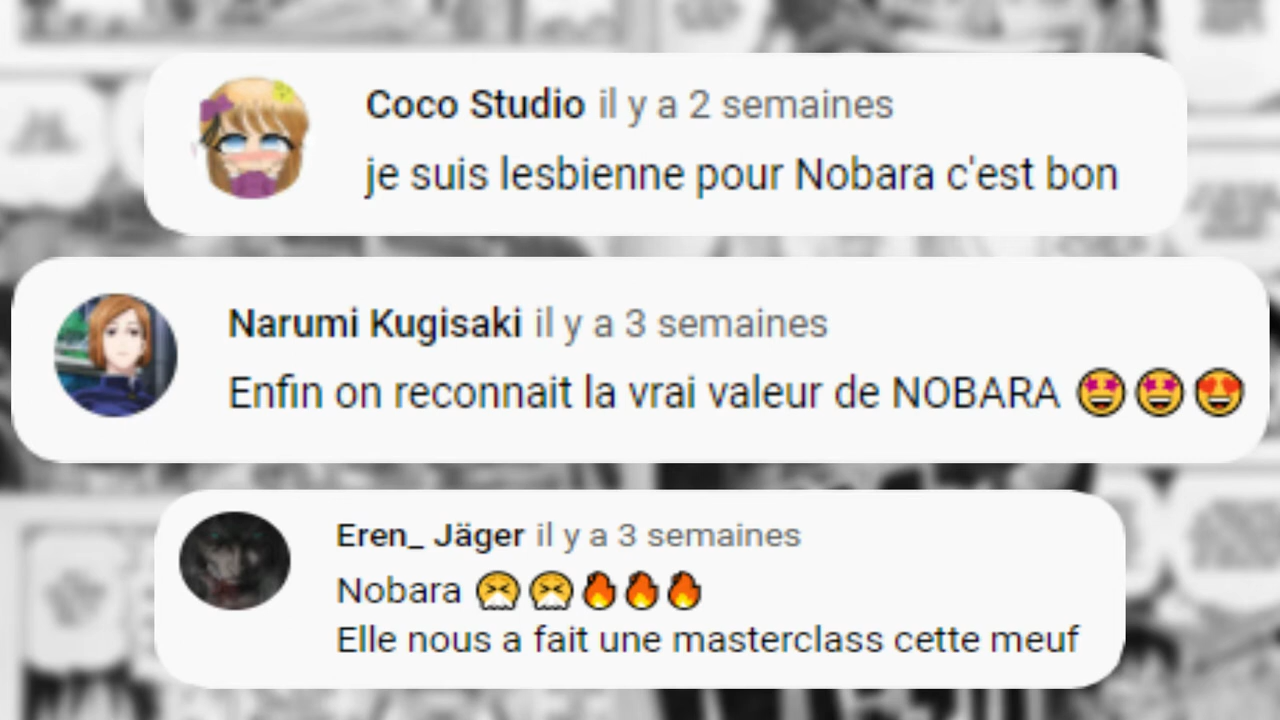 Coco Studio il y a 2 semaines
je suis lesbienne pour Nobara c'est bon
Narumi Kugisaki il y a 3 semaines
Enfin on reconnait la vrai valeur de NOBARA 🤩🤩😍
Eren_ Jäger il y a 3 semaines
Nobara 😤😤🔥🔥🔥
Elle nous a fait une masterclass cette meuf